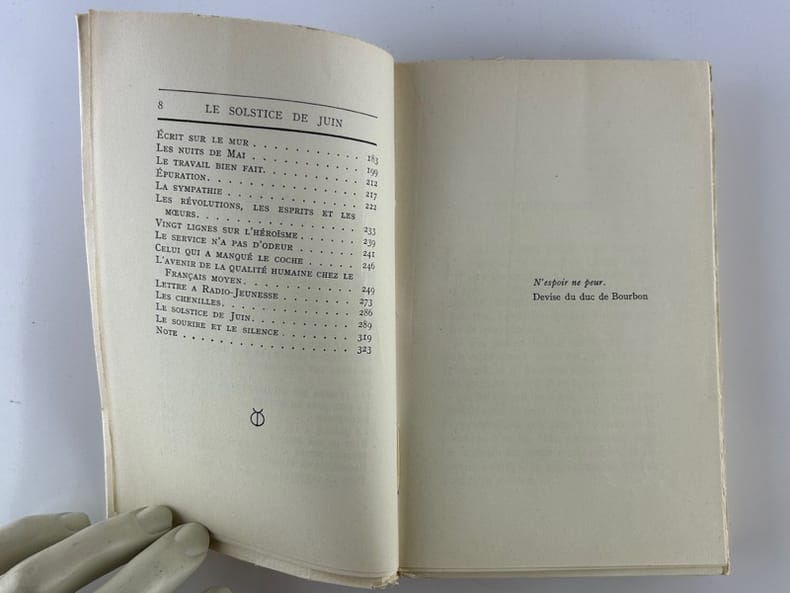 8 LE SOLSTICE DE JUIN
ÉCRIT SUR LE MUR . . . . . . . . . . 183
LES NUITS DE MAI . . . . . . . . . . 199
LE TRAVAIL BIEN FAIT. . . . . . . . . 212
ÉPURATION. . . . . . . . . . . . . 217
LA SYMPATHIE . . . . . . . . . . . 222
LES RÉVOLUTIONS, LES ESPRITS ET LES
MŒURS. . . . . . . . . . . . . 233
VINGT LIGNES SUR L'HÉROÏSME . . . . . . 239
LE SERVICE N'A PAS D'ODEUR . . . . . . 241
CELUI QUI A MANQUÉ LE COCHE . . . . . 246
L'AVENIR DE LA QUALITÉ HUMAINE CHEZ LE
FRANÇAIS MOYEN. . . . . . . . . . 249
LETTRE A RADIO-JEUNESSE . . . . . . . 273
LES CHENILLES. . . . . . . . . . . . 286
LE SOLSTICE DE JUIN. . . . . . . . . . 289
LE SOURIRE ET LE SILENCE . . . . . . . 319
NOTE . . . . . . . . . . . . . . . 323
N'espoir ne peur.
Devise du duc de Bourbon